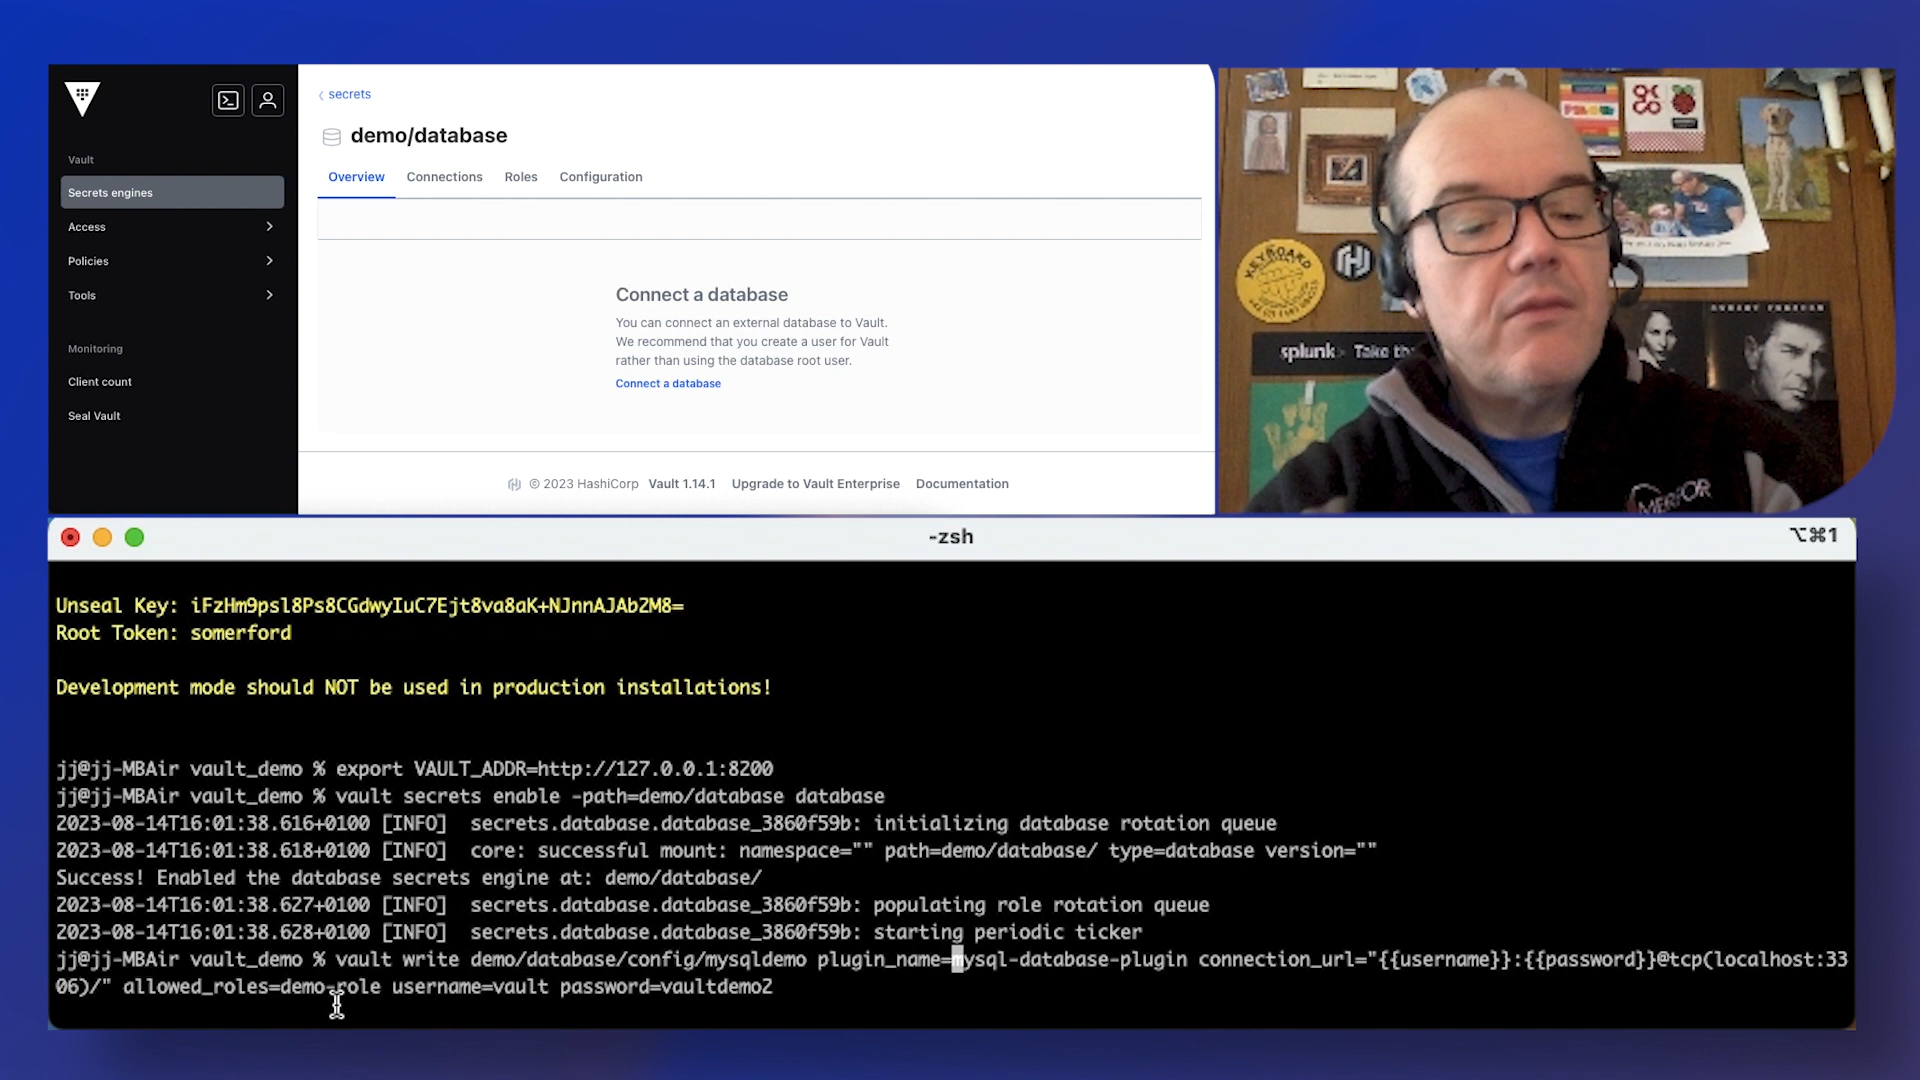 secrets
demo/database
Vault
Secrets engines
Access
Policies
Tools
Monitoring
Client count
Seal Vault
Overview Connections Roles Configuration
Connect a database
You can connect an external database to Vault.
We recommend that you create a user for Vault
rather than using the database root user.
Connect a database
© 2023 HashiCorp Vault 1.14.1 Upgrade to Vault Enterprise Documentation
KEYBOARD
splunk> Take th
-zsh
⌥⌘1
Unseal Key: iFzHm9psl8Ps8CGdwyIuC7Ejt8va8aK+NJnnAJAbZM8=
Root Token: somerford
Development mode should NOT be used in production installations!
jj@jj-MBAir vault_demo % export VAULT_ADDR=http://127.0.0.1:8200
jj@jj-MBAir vault_demo % vault secrets enable -path=demo/database database
2023-08-14T16:01:38.616+0100 [INFO]  secrets.database.database_3860f59b: initializing database rotation queue
2023-08-14T16:01:38.618+0100 [INFO]  core: successful mount: namespace="" path=demo/database/ type=database version=""
Success! Enabled the database secrets engine at: demo/database/
2023-08-14T16:01:38.627+0100 [INFO]  secrets.database.database_3860f59b: populating role rotation queue
2023-08-14T16:01:38.628+0100 [INFO]  secrets.database.database_3860f59b: starting periodic ticker
jj@jj-MBAir vault_demo % vault write demo/database/config/mysqldemo plugin_name=mysql-database-plugin connection_url="{{username}}:{{password}}@tcp(localhost:33
06)/" allowed_roles=demo-role username=vault password=vaultdemo2